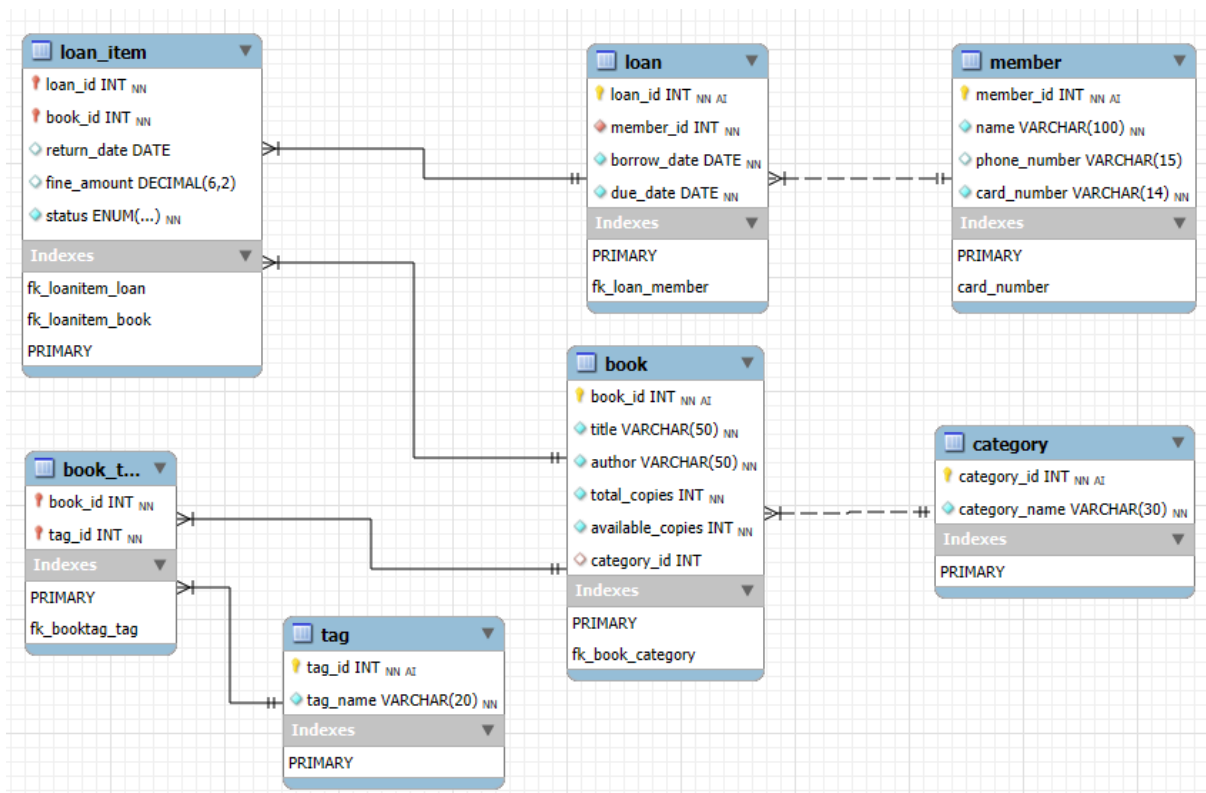 loan_item
loan_id INT NN
book_id INT NN
return_date DATE
fine_amount DECIMAL(6,2)
status ENUM(...) NN
Indexes
fk_loanitem_loan
fk_loanitem_book
PRIMARY
loan
loan_id INT NN AI
member_id INT NN
borrow_date DATE NN
due_date DATE NN
Indexes
PRIMARY
fk_loan_member
member
member_id INT NN AI
name VARCHAR(100) NN
phone_number VARCHAR(15)
card_number VARCHAR(14) NN
Indexes
PRIMARY
card_number
book
book_id INT NN AI
title VARCHAR(50) NN
author VARCHAR(50) NN
total_copies INT NN
available_copies INT NN
category_id INT
Indexes
PRIMARY
fk_book_category
category
category_id INT NN AI
category_name VARCHAR(30) NN
Indexes
PRIMARY
book_t...
book_id INT NN
tag_id INT NN
Indexes
PRIMARY
fk_booktag_tag
tag
tag_id INT NN AI
tag_name VARCHAR(20) NN
Indexes
PRIMARY